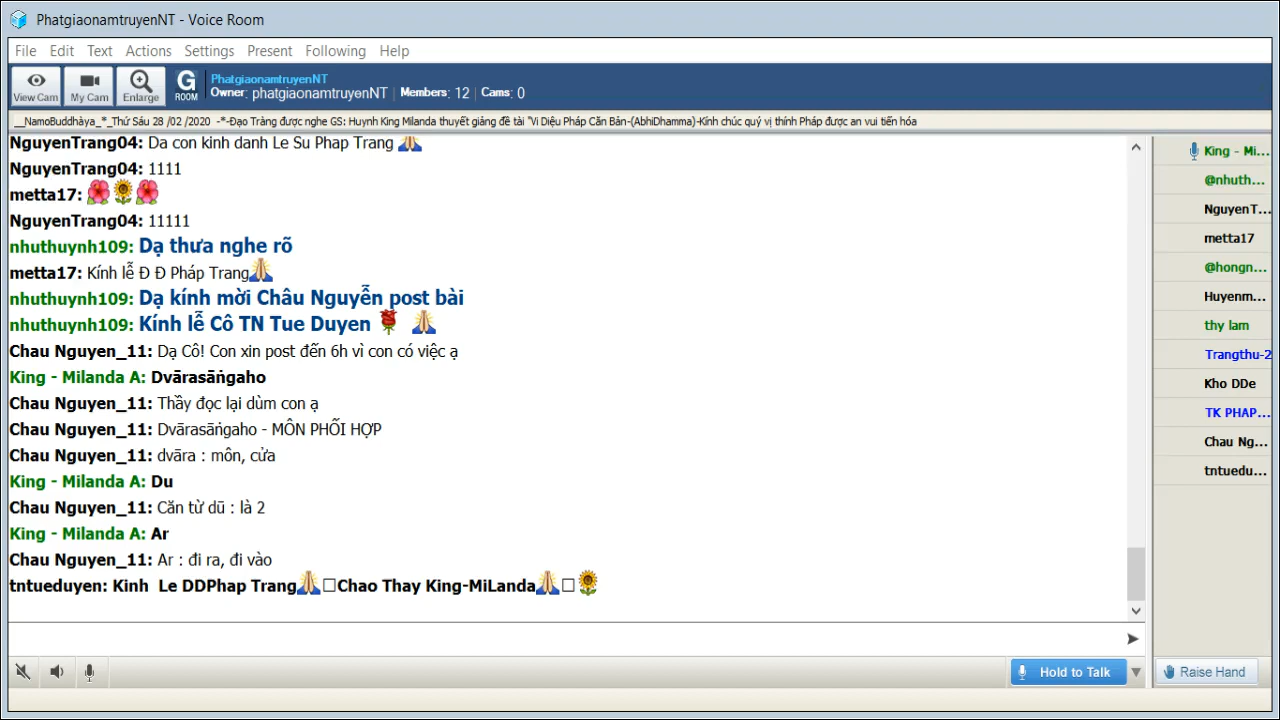 PhatgiaonamtruyenNT - Voice Room
File Edit Text Actions Settings Present Following Help
View Cam My Cam Enlarge G ROOM
PhatgiaonamtruyenNT
Owner: phatgiaonamtruyenNT Members: 12 Cams: 0
__NamoBuddhàya_*_Thứ Sáu 28 /02 /2020 -*-Đạo Tràng được nghe GS: Huynh King Milanda thuyết giảng đề tài "Vi Diệu Pháp Căn Bản-(AbhiDhamma)-Kính chúc quý vị thính Pháp được an vui tiến hóa
NguyenTrang04: Da con kinh danh Le Su Phap Trang
NguyenTrang04: 1111
metta17:
NguyenTrang04: 11111
nhuthuynh109: Dạ thưa nghe rõ
metta17: Kính lễ Đ Đ Pháp Trang
nhuthuynh109: Dạ kính mời Châu Nguyễn post bài
nhuthuynh109: Kính lễ Cô TN Tue Duyen
Chau Nguyen_11: Dạ Cô! Con xin post đến 6h vì con có việc ạ
King - Milanda A: Dvārasāṅgaho
Chau Nguyen_11: Thầy đọc lại dùm con ạ
Chau Nguyen_11: Dvārasāṅgaho - MÔN PHỐI HỢP
Chau Nguyen_11: dvāra : môn, cửa
King - Milanda A: Du
Chau Nguyen_11: Căn từ dũ : là 2
King - Milanda A: Ar
Chau Nguyen_11: Ar : đi ra, đi vào
tntueduyen: Kinh Le DDPhap Trang Chao Thay King-MiLanda
King - Mi...
@nhuth...
NguyenT...
metta17
@hongn...
Huyenm...
thy lam
Trangthu-2
Kho DDe
TK PHAP...
Chau Ng...
tntuedu...
Hold to Talk
Raise Hand